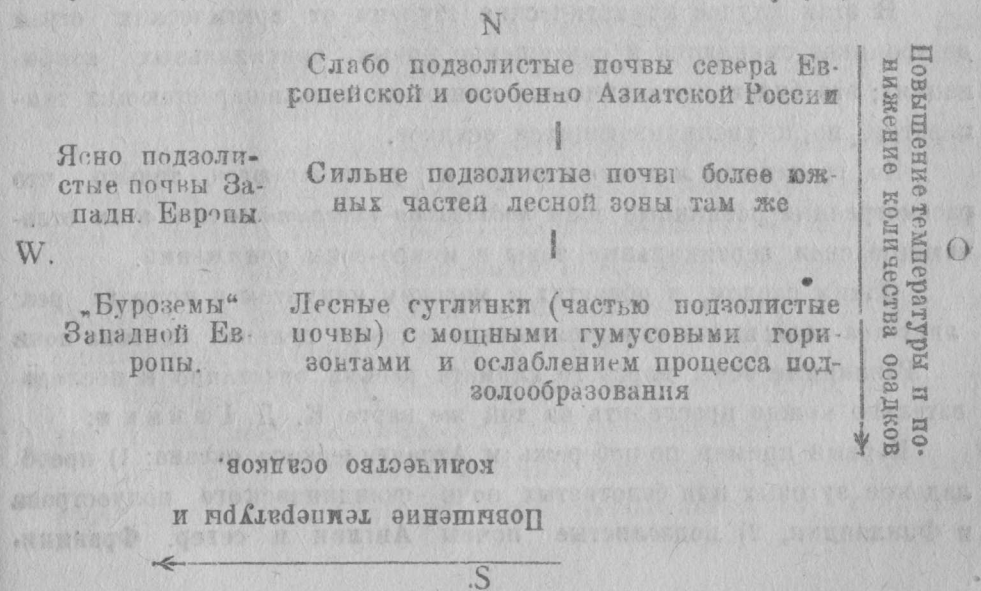 N
Слабо подзолистые почвы севера Ев-
ропейской и особенно Азиатской России
Ясно подзоли-
стые почвы За-
падн. Европы
Сильне подзолистые почвы более юж-
ных частей лесной зоны там же
W.
O
„Буроземы“
Западной Ев-
ропы.
Лесные суглинки (частью подзолистые
почвы) с мощными гумусовыми гори
зонтами и ослаблением процесса под-
золообразования
Повышение температуры и по-
нижение количества осадков
Повышение температуры и
количество осадков.
S.